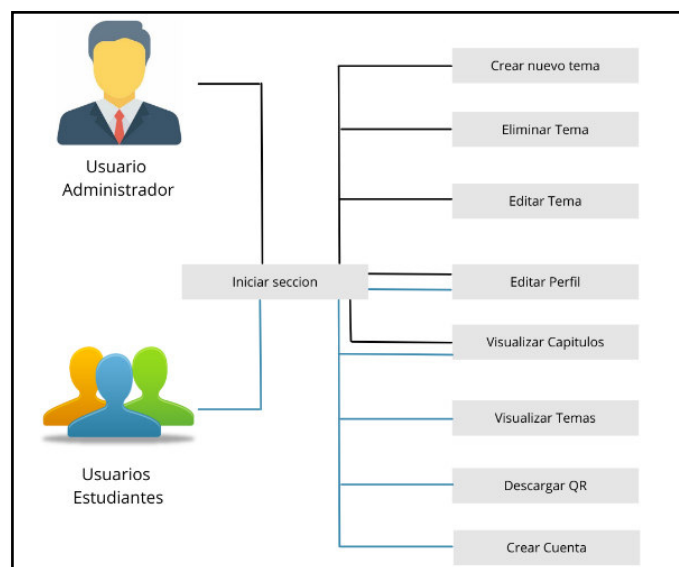 Usuario
Administrador
Iniciar seccion
Usuarios
Estudiantes
Crear nuevo tema
Eliminar Tema
Editar Tema
Editar Perfil
Visualizar Capitulos
Visualizar Temas
Descargar QR
Crear Cuenta